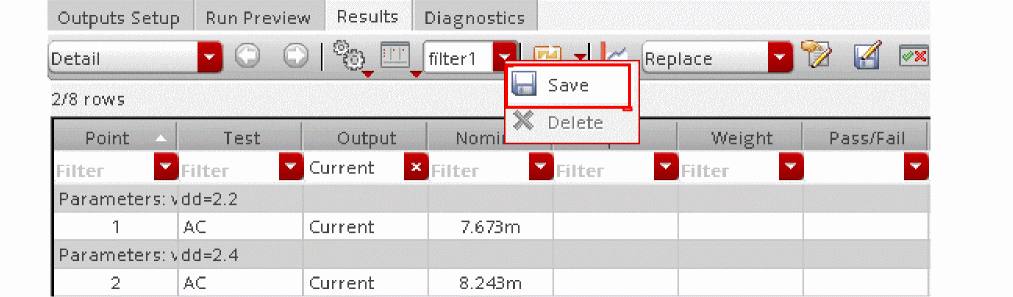 Outputs Setup Run Preview Results Diagnostics
Detail filter1 Replace
Save
2/8 rows
Delete
Point Test Output Weight Pass/Fail
Filter Filter Current Filter Filter Filter
Parameters: vdd=2.2
1 AC Current 7.673m
Parameters: vdd=2.4
2 AC Current 8.243m